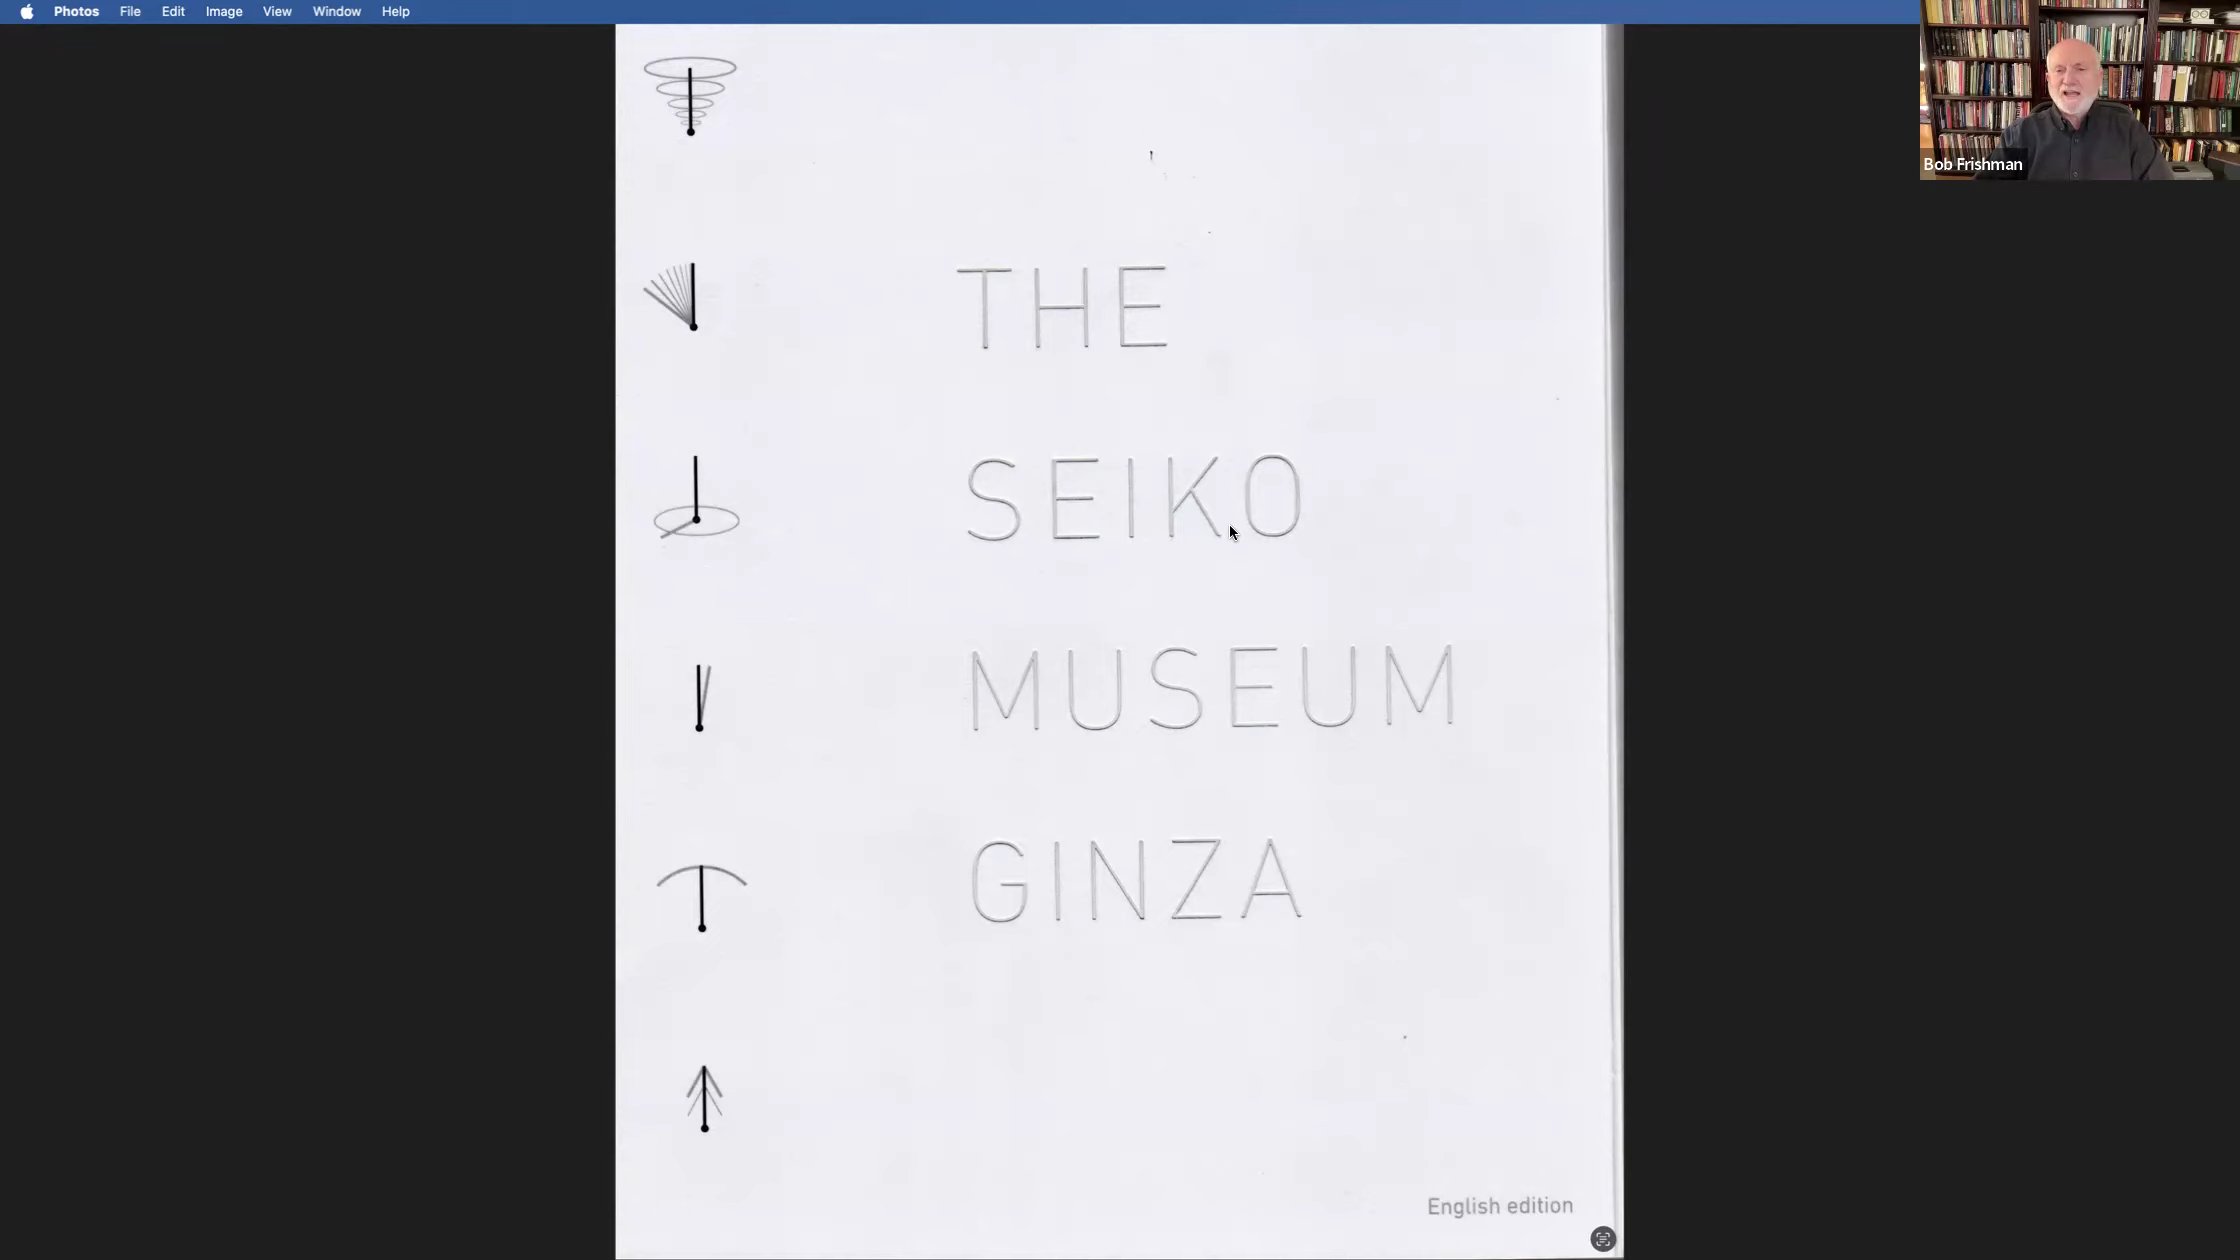 Photos File Edit Image View Window Help
Bob Frishman
THE
SEIKO
MUSEUM
GINZA
English edition